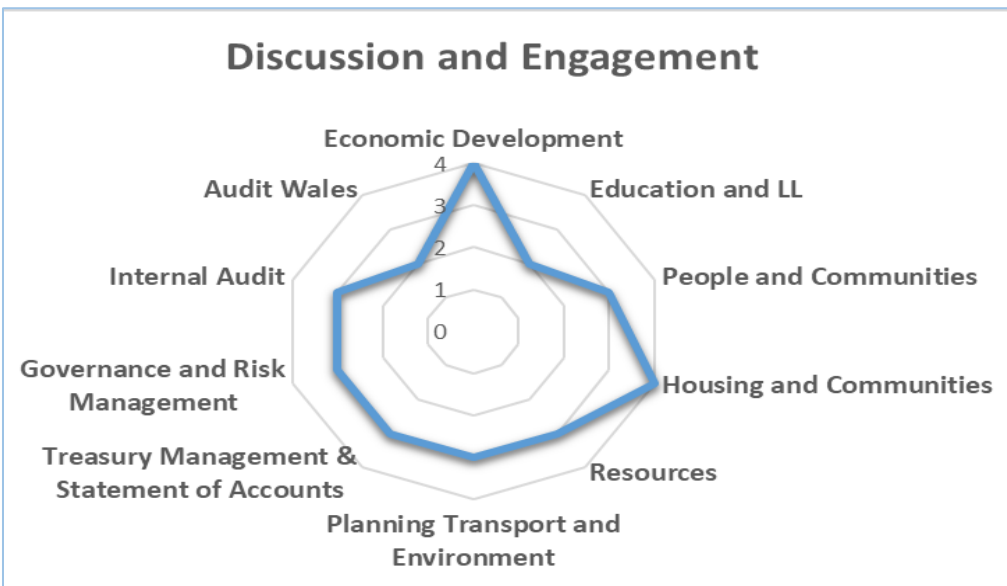 Discussion and Engagement
Economic Development
4
Audit Wales
Education and LL
3
2
Internal Audit
People and Communities
1
0
Governance and Risk
Management
Housing and Communities
Treasury Management &
Statement of Accounts
Resources
Planning Transport and
Environment